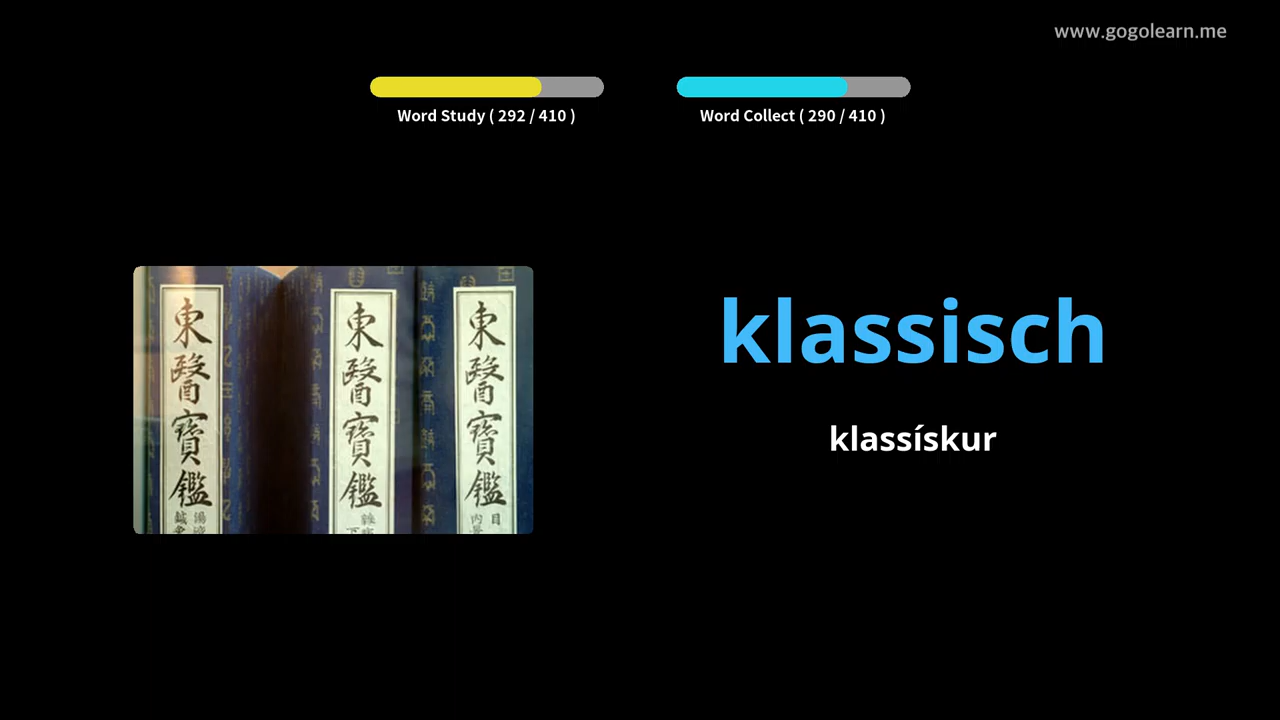 www.gogolearn.me
Word Study ( 292 / 410 )
Word Collect ( 290 / 410 )
東醫寶鑑
東醫寶鑑
東醫寶鑑
klassisch
klassískur